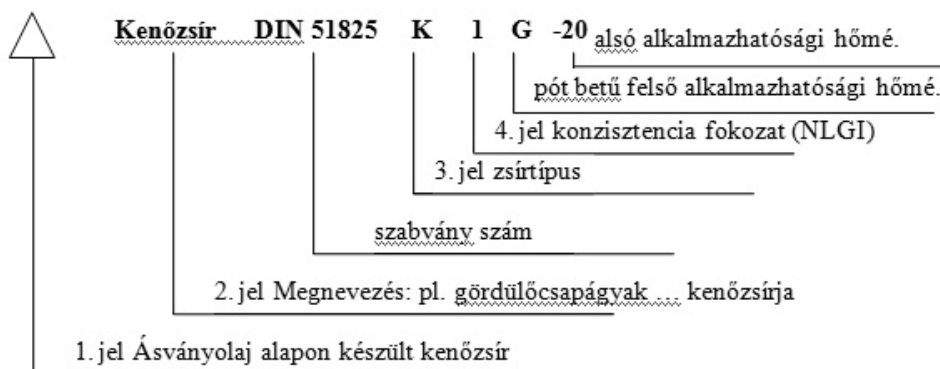 Kenőzsír DIN 51825 K 1 G -20 alsó alkalmazhatósági hőmé.
pót betű felső alkalmazhatósági hőmé.
4. jel konzisztencia fokozat (NLGI)
3. jel zsírtípus
szabvány szám
2. jel Megnevezés: pl. gördülőcsapágyak … kenőzsírja
1. jel Ásványolaj alapon készült kenőzsír